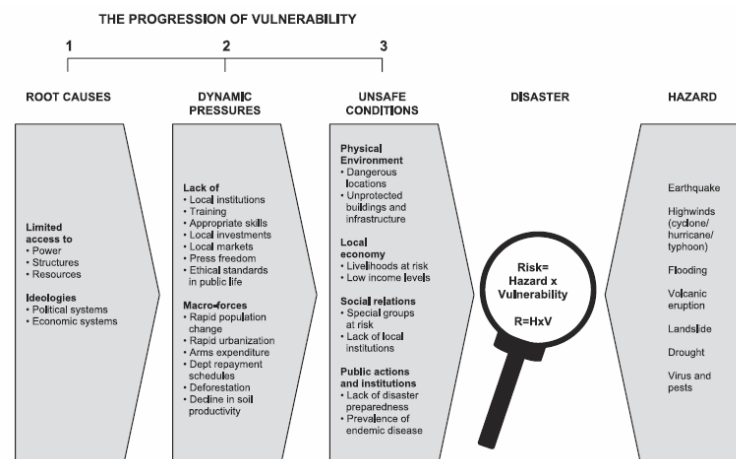 THE PROGRESSION OF VULNERABILITY
1
2
3
ROOT CAUSES
DYNAMIC
PRESSURES
UNSAFE
CONDITIONS
DISASTER
HAZARD
Limited
access to
• Power
• Structures
• Resources
Ideologies
• Political systems
• Economic systems
Lack of
• Local institutions
• Training
• Appropriate skills
• Local investments
• Local markets
• Press freedom
• Ethical standards
in public life
Macro-forces
• Rapid population
change
• Rapid urbanization
• Arms expenditure
• Dept repayment
schedules
• Deforestation
• Decline in soil
productivity
Physical
Environment
• Dangerous
locations
• Unprotected
buildings and
infrastructure
Local
economy
• Livelihoods at risk
• Low income levels
Social relations
• Special groups
at risk
• Lack of local
institutions
Public actions
and institutions
• Lack of disaster
preparedness
• Prevalence of
endemic disease
Risk=
Hazard x
Vulnerability
R=HxV
Earthquake
Highwinds
(cyclone/
hurricane/
typhoon)
Flooding
Volcanic
eruption
Landslide
Drought
Virus and
pests